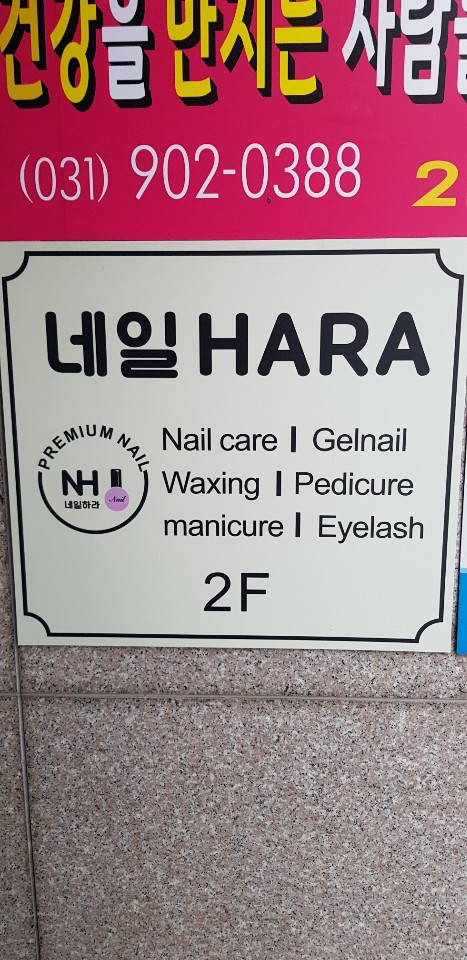 건강을 만지는 사람들
(031) 902-0388 2
네일 HARA
PREMIUM NAIL
NH
Nail
네일하라
Nail care | Gelnail
Waxing | Pedicure
manicure | Eyelash
2F